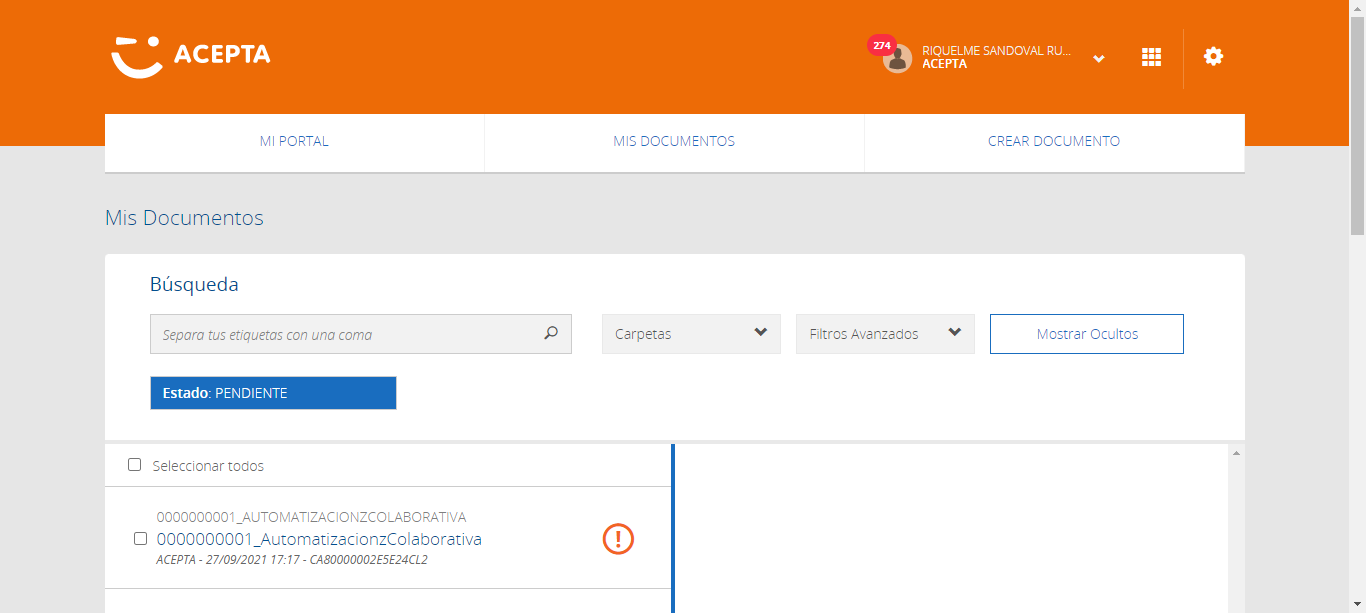 ACEPTA
274
RIQUELME SANDOVAL RU...
ACEPTA
MI PORTAL
MIS DOCUMENTOS
CREAR DOCUMENTO
Mis Documentos
Búsqueda
Separa tus etiquetas con una coma
Carpetas
Filtros Avanzados
Mostrar Ocultos
Estado: PENDIENTE
Seleccionar todos
0000000001_AUTOMATIZACIONZCOLABORATIVA
0000000001_AutomatizacionzColaborativa
ACEPTA - 27/09/2021 17:17 - CA80000002E5E24CL2